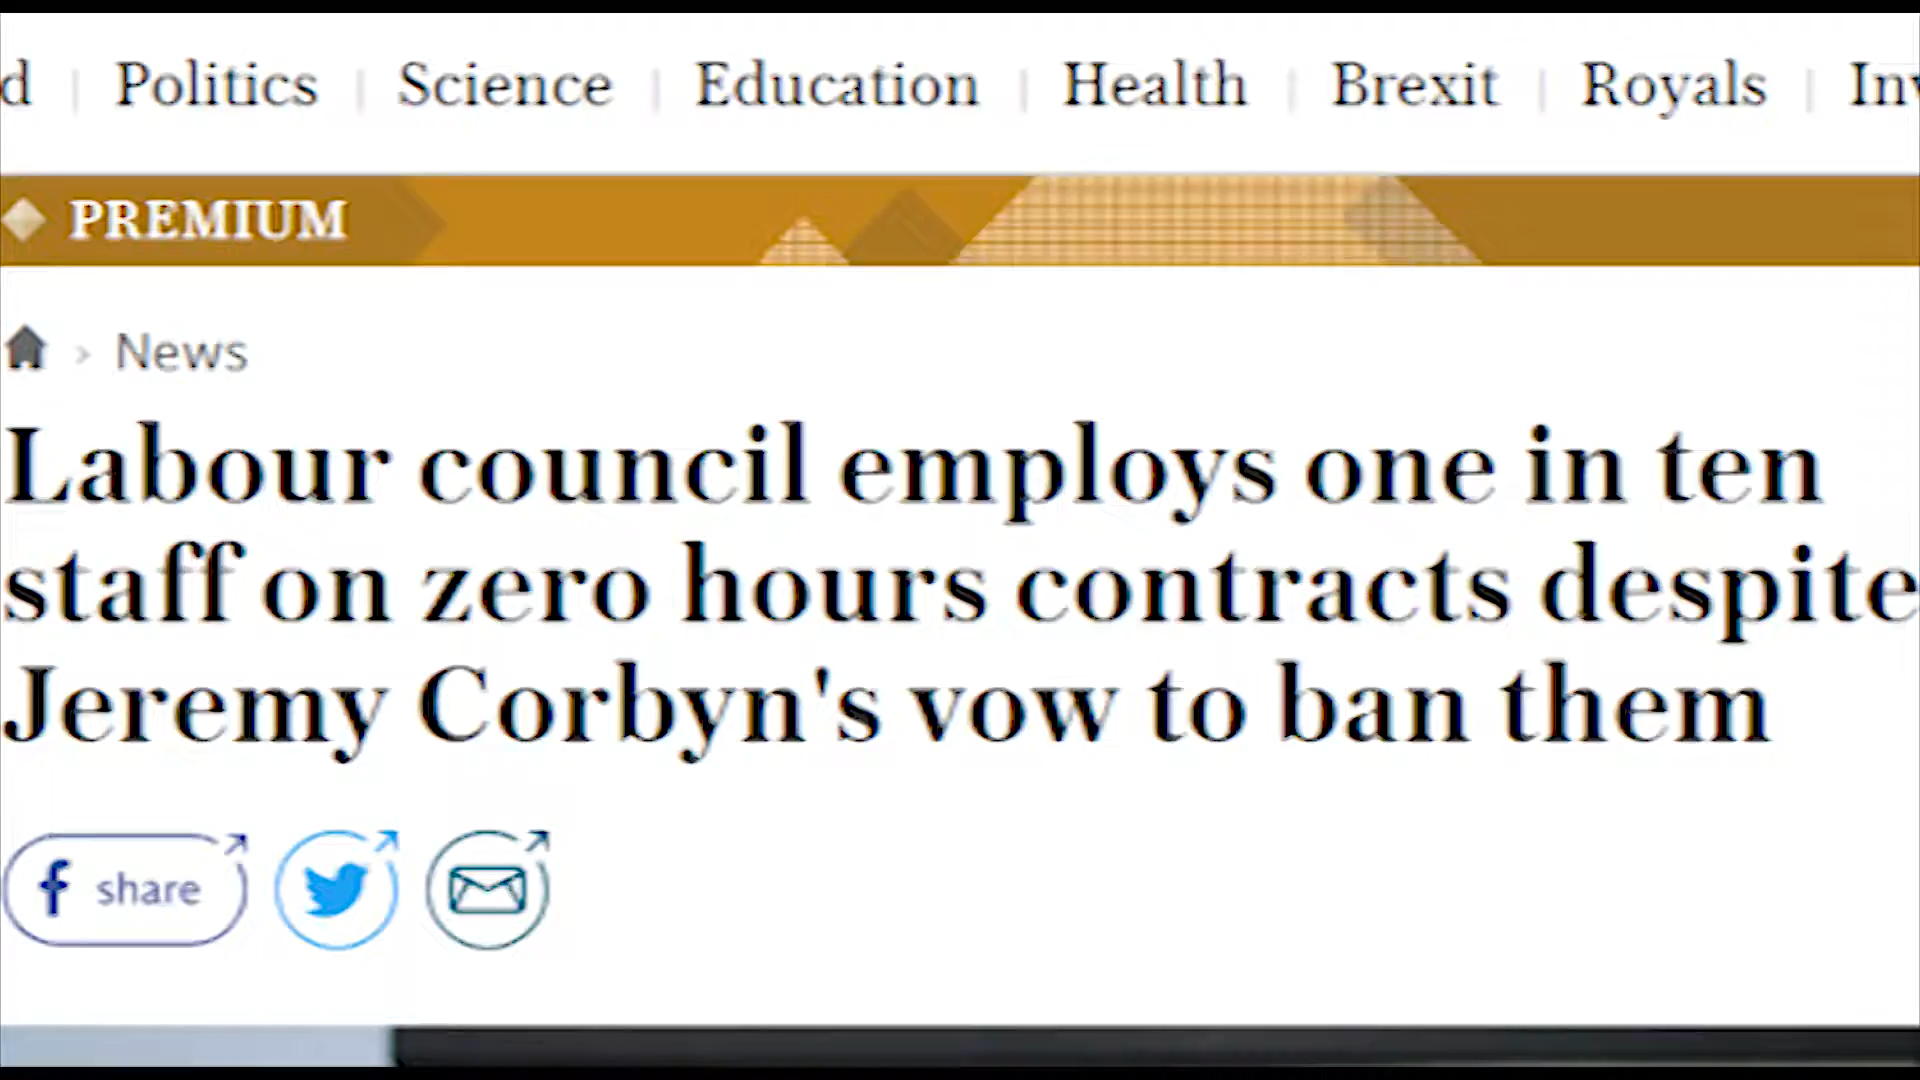 d | Politics | Science | Education | Health | Brexit | Royals | Inv
PREMIUM
News
Labour council employs one in ten
staff on zero hours contracts despite
Jeremy Corbyn's vow to ban them
f share